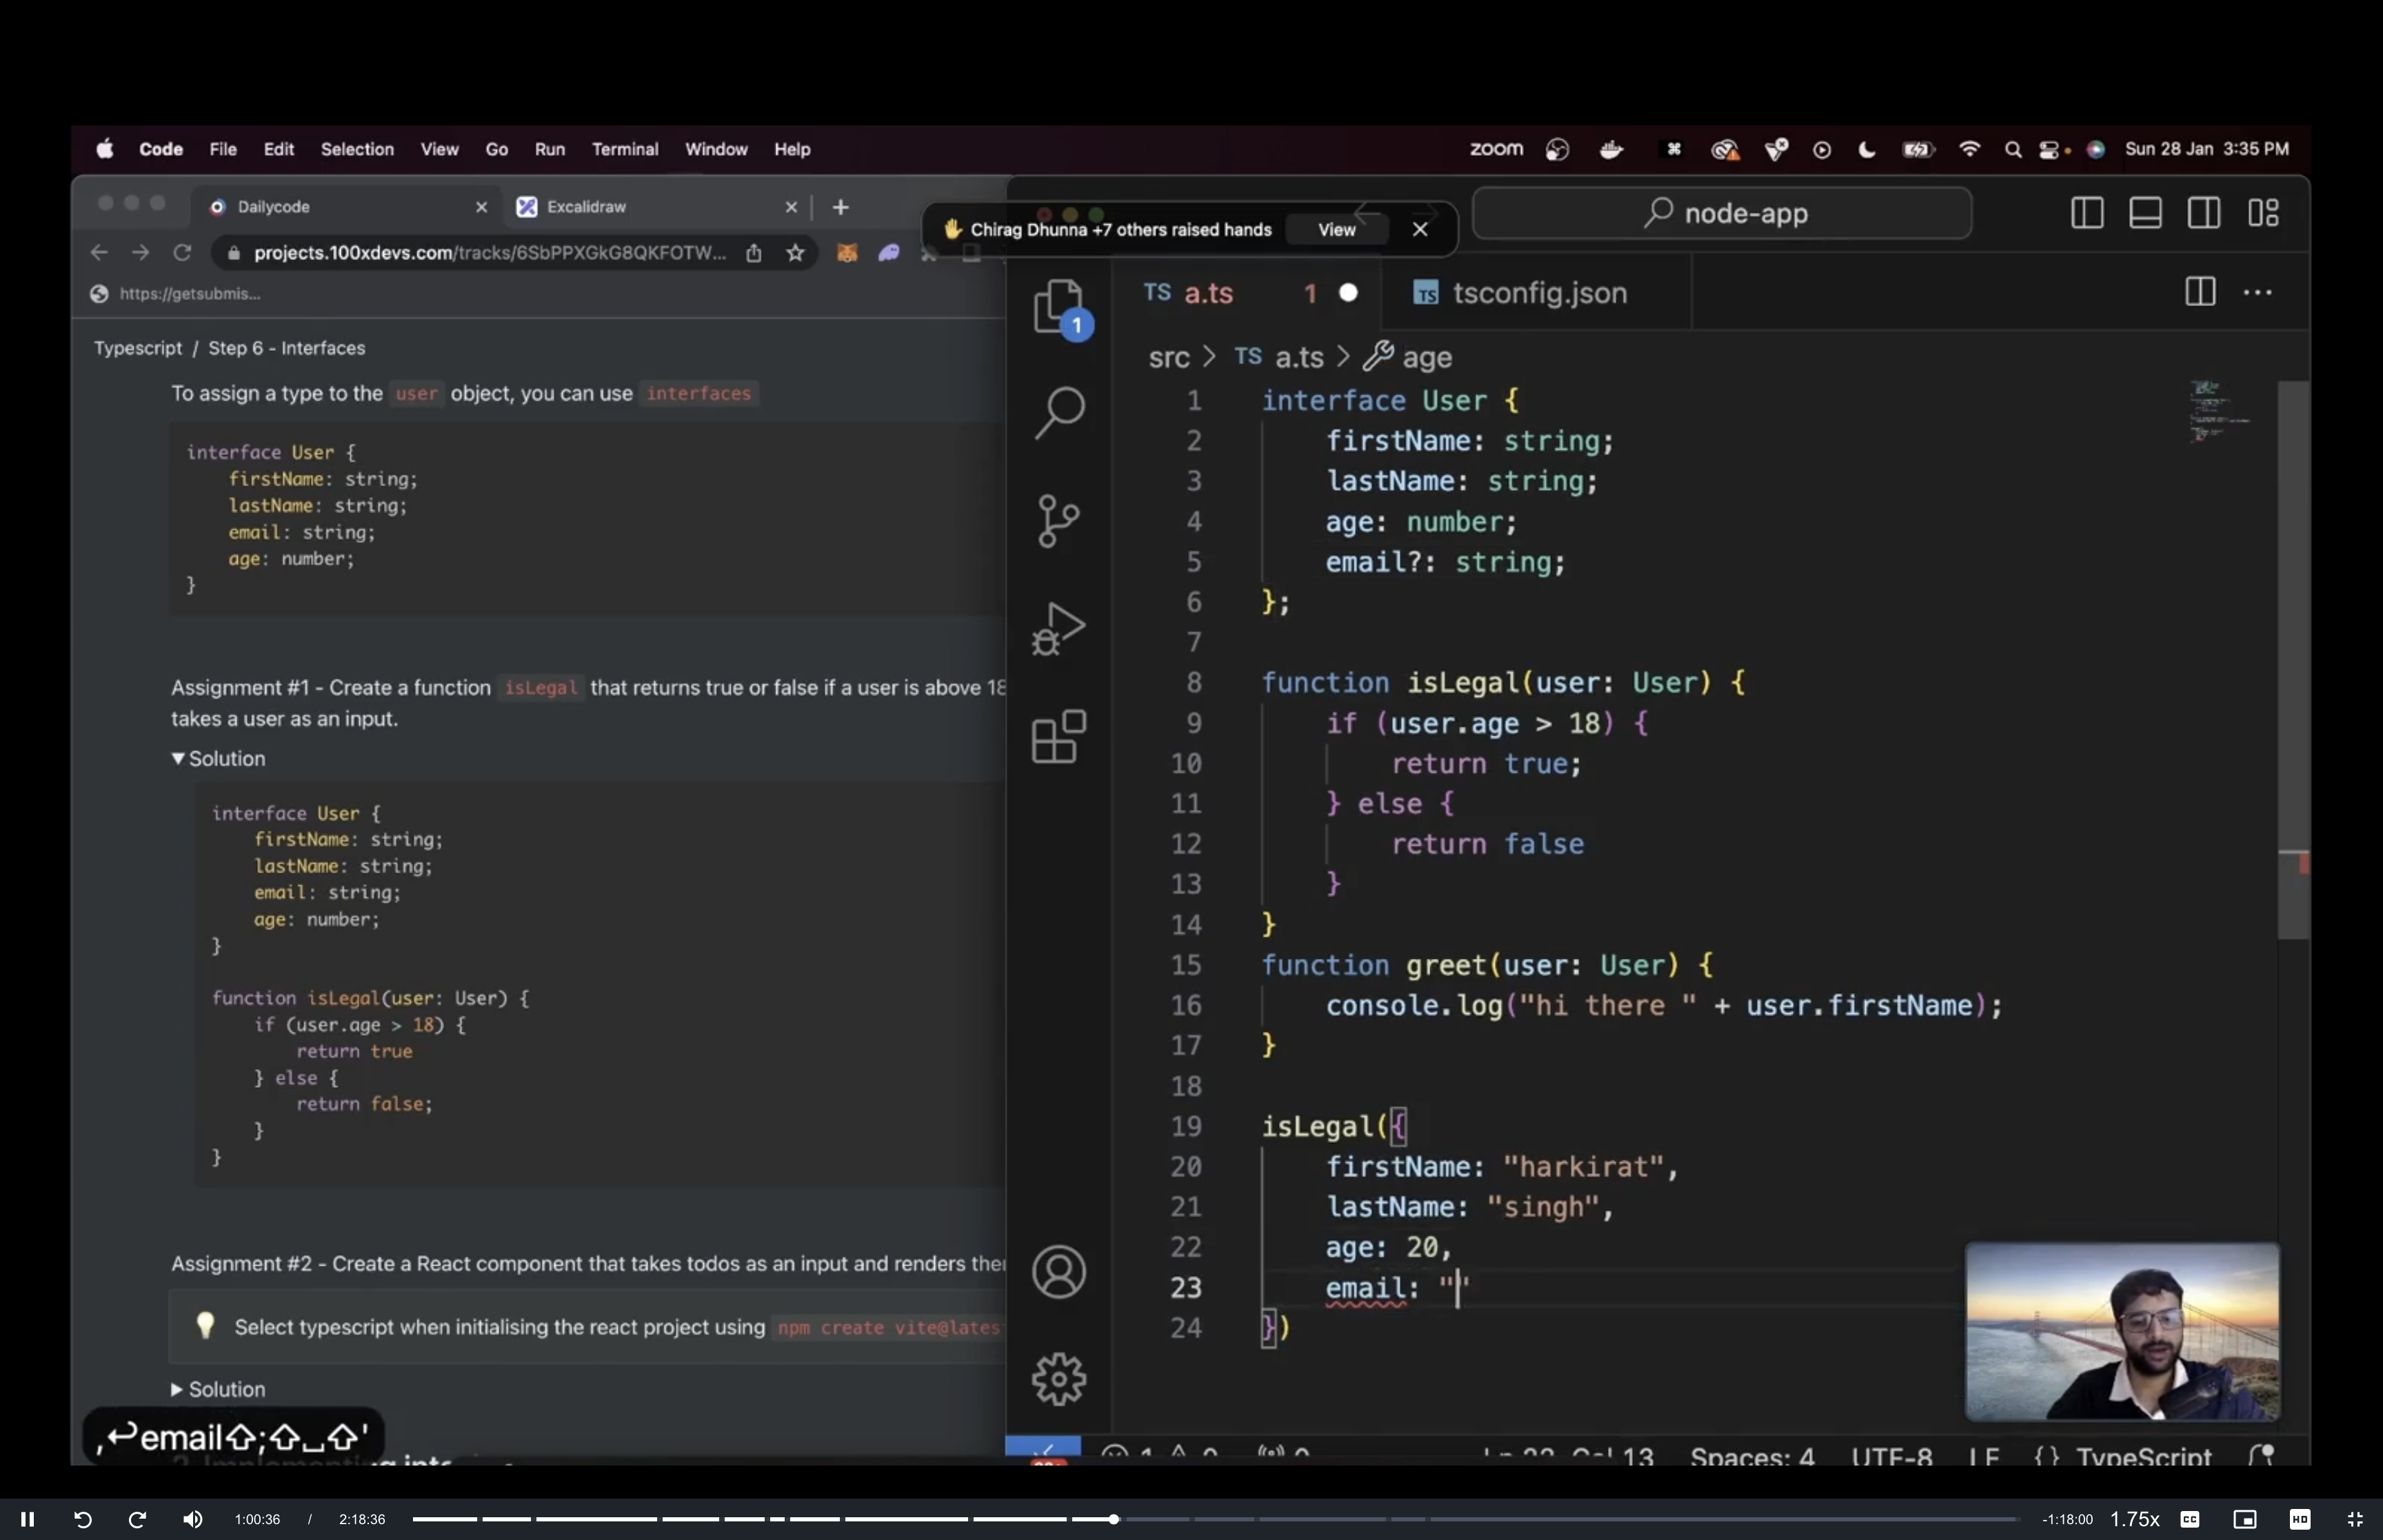 Code File Edit Selection View Go Run Terminal Window Help
zoom
Sun 28 Jan 3:35 PM
Dailycode
Excalidraw
projects.100xdevs.com/tracks/6SbPPXGkG8QKFOTW...
https://getsubmis...
Chirag Dhunna +7 others raised hands View
node-app
Typescript / Step 6 - Interfaces
To assign a type to the user object, you can use interfaces
interface User {
firstName: string;
lastName: string;
email: string;
age: number;
}
Assignment #1 - Create a function isLegal that returns true or false if a user is above 18
takes a user as an input.
▼Solution
interface User {
firstName: string;
lastName: string;
email: string;
age: number;
}
function isLegal(user: User) {
if (user.age > 18) {
return true
} else {
return false;
}
}
Assignment #2 - Create a React component that takes todos as an input and renders
Select typescript when initialising the react project using npm create
▶Solution
,↩email⇧;⇧␣⇧'
1
TS a.ts 1 ●
TS tsconfig.json
src > TS a.ts > age
1 interface User {
2 firstName: string;
3 lastName: string;
4 age: number;
5 email?: string;
6 };
7
8 function isLegal(user: User) {
9 if (user.age > 18) {
10 return true;
11 } else {
12 return false
13 }
14 }
15 function greet(user: User) {
16 console.log("hi there " + user.firstName);
17 }
18
19 isLegal({
20 firstName: "harkirat",
21 lastName: "singh",
22 age: 20,
23 email: ""
24 })
Col 13 Spaces: 4 UTF-8 LF {} TypeScript
1:00:36 / 2:18:36
-1:18:00 1.75x CC HD